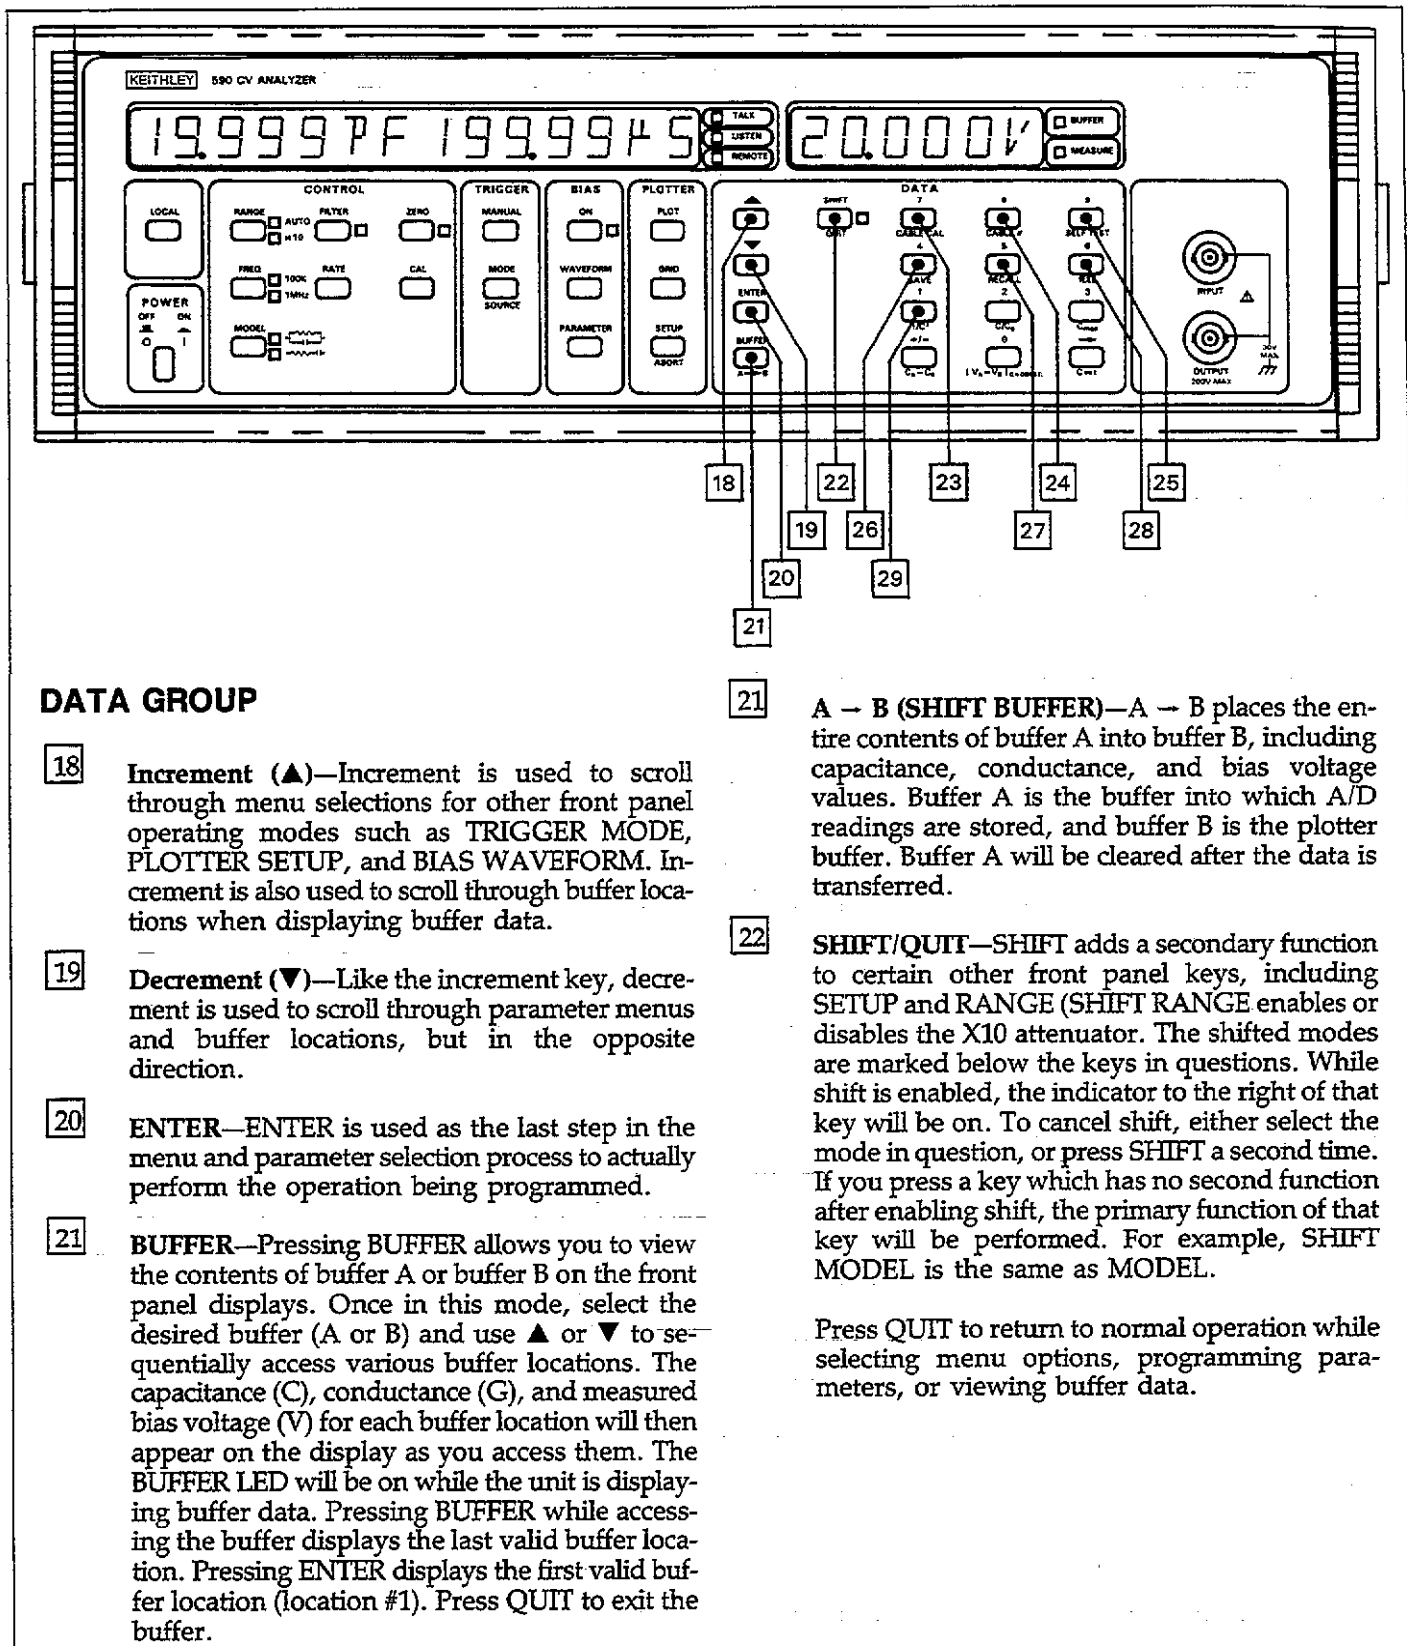 KEITHLEY 590 CV ANALYZER
19.999PF 199.99µS
TALK
LISTEN
REMOTE
20.000V
BUFFER
MEASURE
LOCAL
POWER
OFF ON
O I
CONTROL
RANGE AUTO FILTER ZERO
X10
FREQ 100K RATE CAL
1MHz
MODEL
TRIGGER
MANUAL
MODE
SOURCE
BIAS
ON
WAVEFORM
PARAMETER
PLOTTER
PLOT
GRID
SETUP
ABORT
DATA
▲ SHIFT 7 8 9
QUIT CABLE CAL CABLE # SELF TEST
▼ 4 5 6
SAVE RECALL
ENTER 1 2 3
1/C² C/Co Cmax
BUFFER +/− 0
A→B
INPUT
OUTPUT
200V MAX
30V
MAX
18 22 23 24 25
19 26 27 28
20 29
21
DATA GROUP
18 Increment (▲)—Increment is used to scroll
through menu selections for other front panel
operating modes such as TRIGGER MODE,
PLOTTER SETUP, and BIAS WAVEFORM. In-
crement is also used to scroll through buffer loca-
tions when displaying buffer data.
19 Decrement (▼)—Like the increment key, decre-
ment is used to scroll through parameter menus
and buffer locations, but in the opposite
direction.
20 ENTER—ENTER is used as the last step in the
menu and parameter selection process to actually
perform the operation being programmed.
21 BUFFER—Pressing BUFFER allows you to view
the contents of buffer A or buffer B on the front
panel displays. Once in this mode, select the
desired buffer (A or B) and use ▲ or ▼ to se-
quentially access various buffer locations. The
capacitance (C), conductance (G), and measured
bias voltage (V) for each buffer location will then
appear on the display as you access them. The
BUFFER LED will be on while the unit is display-
ing buffer data. Pressing BUFFER while access-
ing the buffer displays the last valid buffer loca-
tion. Pressing ENTER displays the first valid buf-
fer location (location #1). Press QUIT to exit the
buffer.
21 A → B (SHIFT BUFFER)—A → B places the en-
tire contents of buffer A into buffer B, including
capacitance, conductance, and bias voltage
values. Buffer A is the buffer into which A/D
readings are stored, and buffer B is the plotter
buffer. Buffer A will be cleared after the data is
transferred.
22 SHIFT/QUIT—SHIFT adds a secondary function
to certain other front panel keys, including
SETUP and RANGE (SHIFT RANGE enables or
disables the X10 attenuator. The shifted modes
are marked below the keys in questions. While
shift is enabled, the indicator to the right of that
key will be on. To cancel shift, either select the
mode in question, or press SHIFT a second time.
If you press a key which has no second function
after enabling shift, the primary function of that
key will be performed. For example, SHIFT
MODEL is the same as MODEL.
Press QUIT to return to normal operation while
selecting menu options, programming para-
meters, or viewing buffer data.